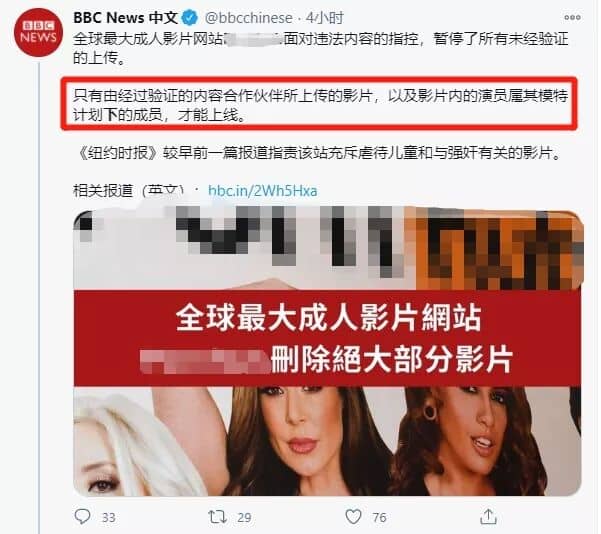 BBC
NEWS
BBC News 中文 @bbcchinese · 4小时
全球最大成人影片网站 面对违法内容的指控，暂停了所有未经验证
的上传。
只有由经过验证的内容合作伙伴所上传的影片，以及影片内的演员属其模特
计划下的成员，才能上线。
《纽约时报》较早前一篇报道指责该站充斥虐待儿童和与强奸有关的影片。
相关报道（英文）：hbc.in/2Wh5Hxa
全球最大成人影片網站
刪除絕大部分影片
33 29 76